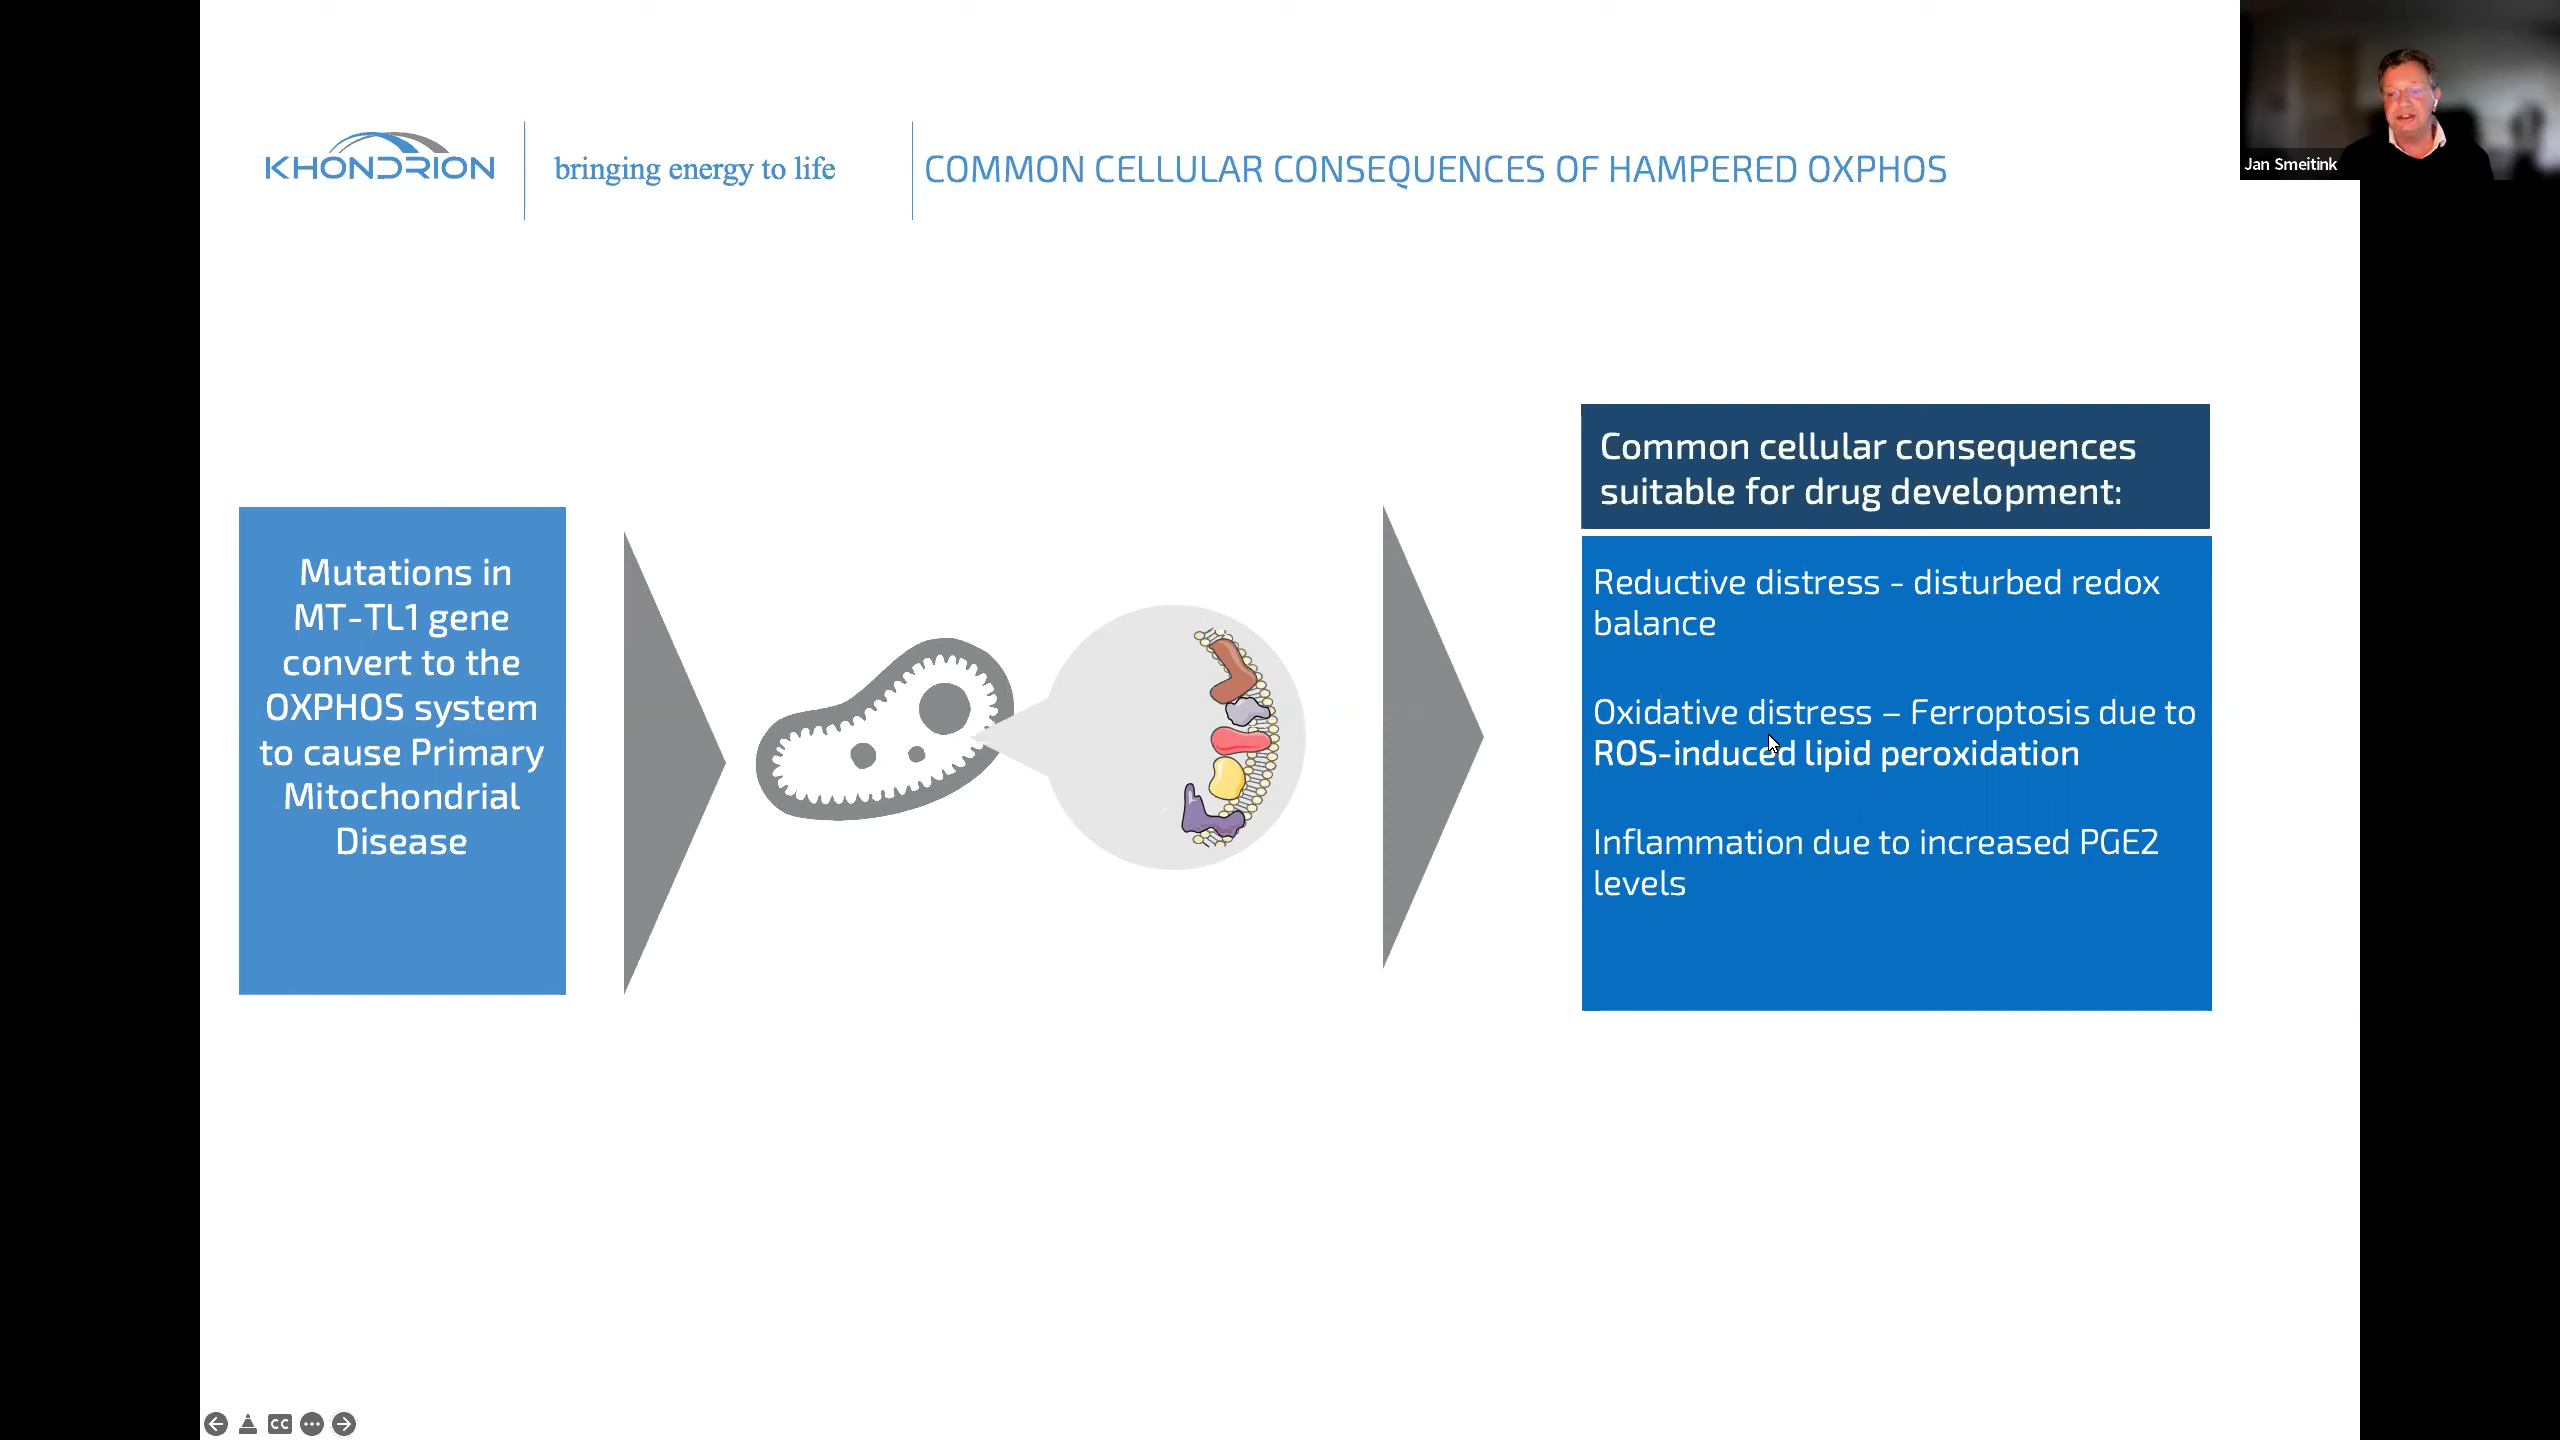 KHONDRION
bringing energy to life
COMMON CELLULAR CONSEQUENCES OF HAMPERED OXPHOS
Jan Smeitink
Mutations in
MT-TL1 gene
convert to the
OXPHOS system
to cause Primary
Mitochondrial
Disease
Common cellular consequences
suitable for drug development:
Reductive distress - disturbed redox
balance
Oxidative distress – Ferroptosis due to
ROS-induced lipid peroxidation
Inflammation due to increased PGE2
levels
CC